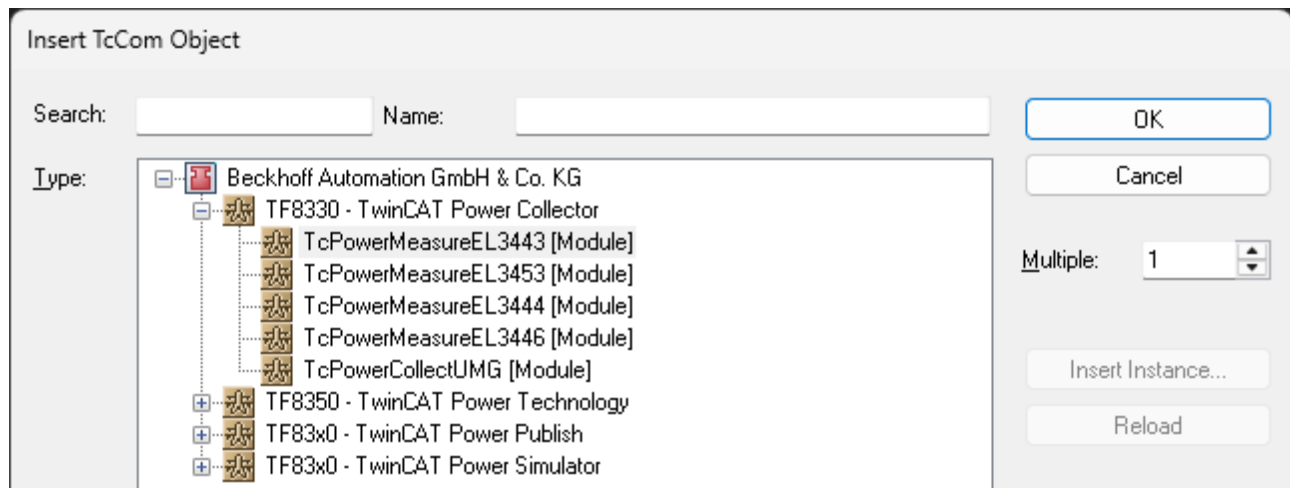 Insert TcCom Object
Search:
Name:
OK
Type:
Beckhoff Automation GmbH & Co. KG
Cancel
TF8330 - TwinCAT Power Collector
TcPowerMeasureEL3443 [Module]
Multiple:
1
TcPowerMeasureEL3453 [Module]
TcPowerMeasureEL3444 [Module]
TcPowerMeasureEL3446 [Module]
TcPowerCollectUMG [Module]
Insert Instance...
TF8350 - TwinCAT Power Technology
TF83x0 - TwinCAT Power Publish
Reload
TF83x0 - TwinCAT Power Simulator